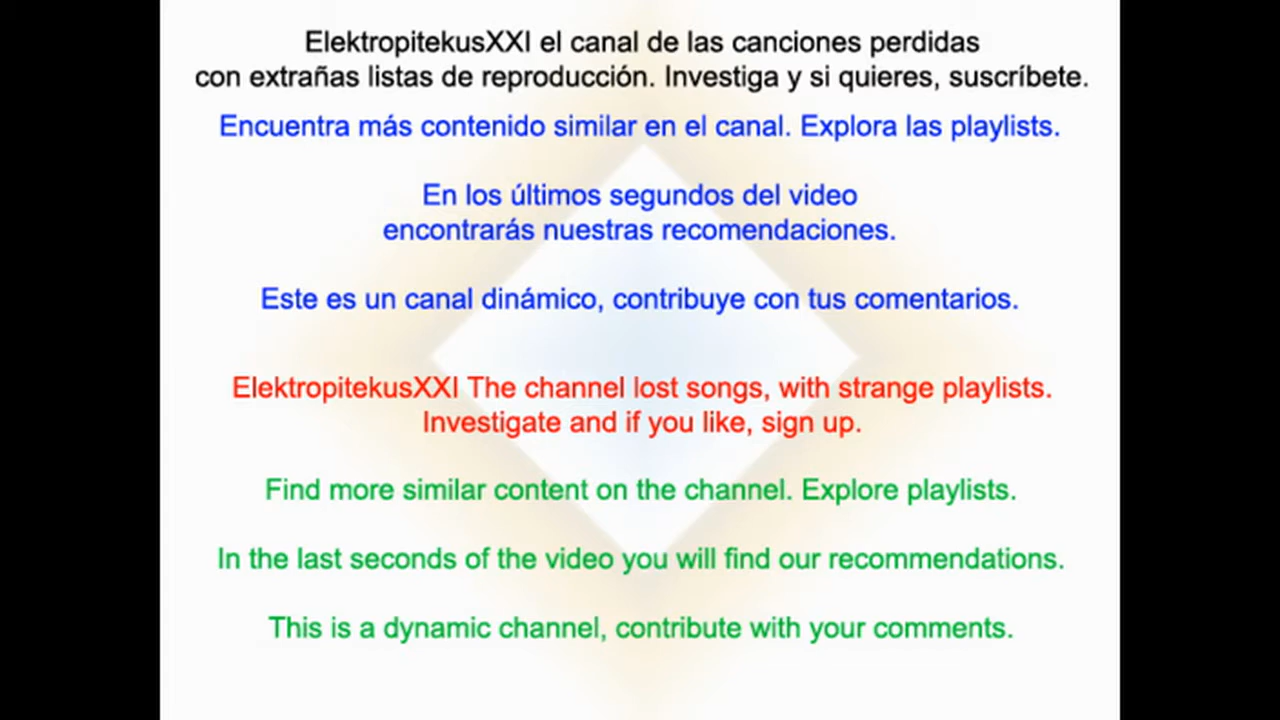 ElektropitekusXXI el canal de las canciones perdidas
con extrañas listas de reproducción. Investiga y si quieres, suscríbete.
Encuentra más contenido similar en el canal. Explora las playlists.
En los últimos segundos del video
encontrarás nuestras recomendaciones.
Este es un canal dinámico, contribuye con tus comentarios.
ElektropitekusXXI The channel lost songs, with strange playlists.
Investigate and if you like, sign up.
Find more similar content on the channel. Explore playlists.
In the last seconds of the video you will find our recommendations.
This is a dynamic channel, contribute with your comments.